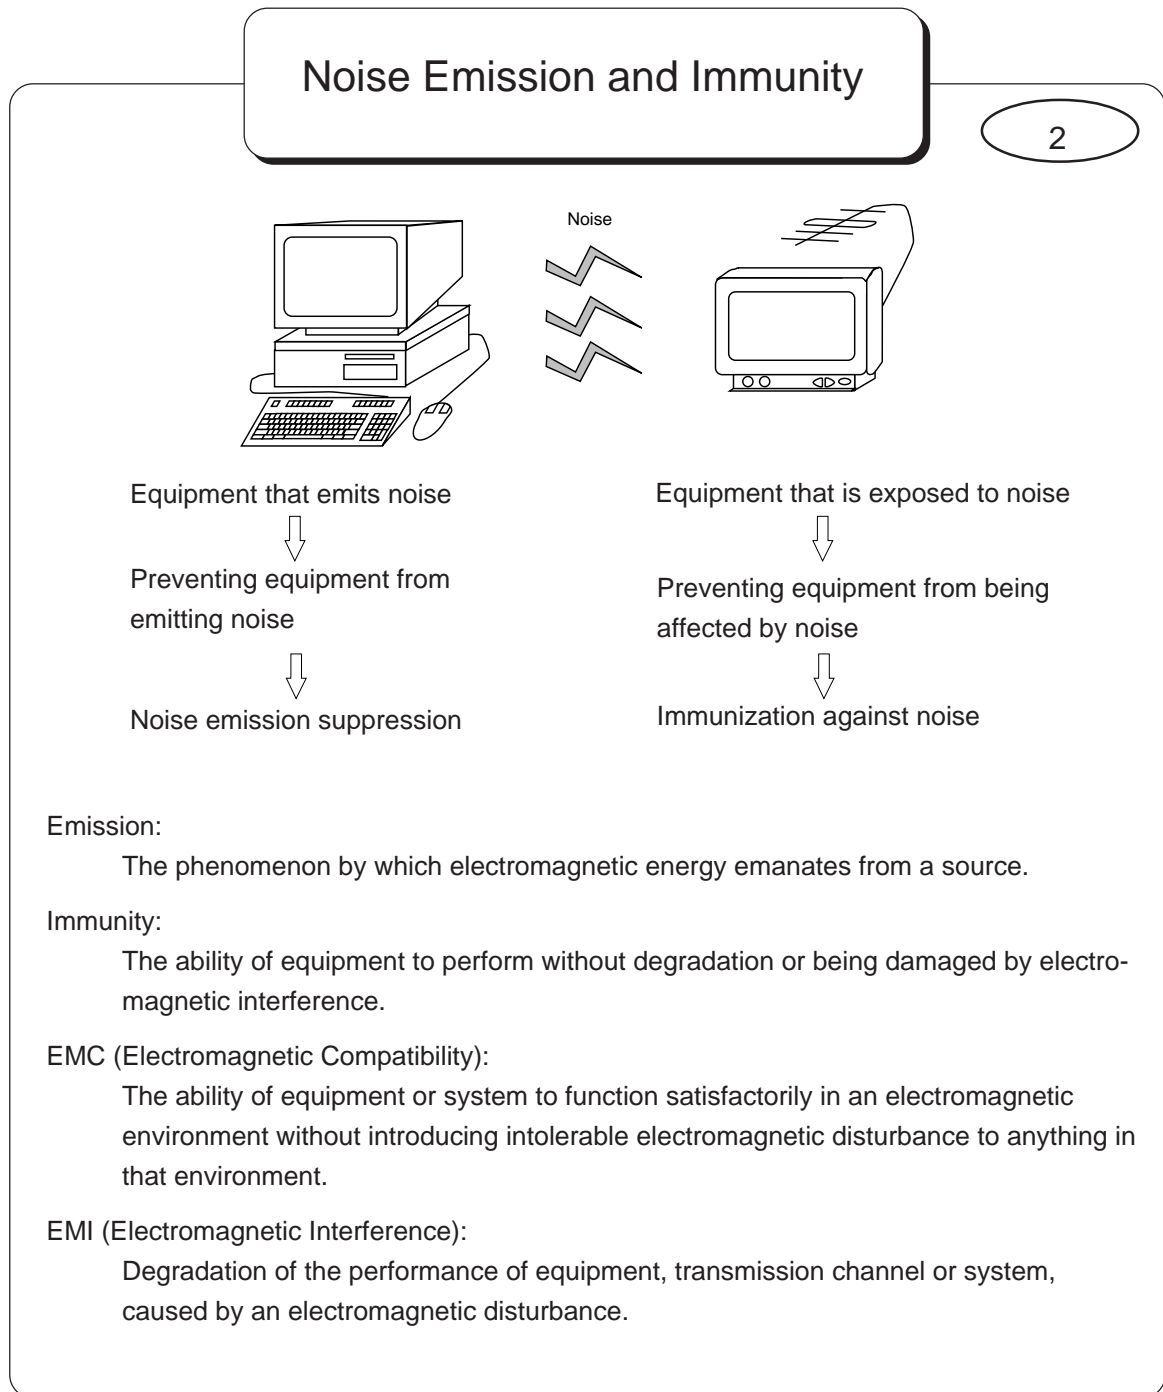 Noise Emission and Immunity
2
Noise
Equipment that emits noise
Preventing equipment from
emitting noise
Noise emission suppression
Equipment that is exposed to noise
Preventing equipment from being
affected by noise
Immunization against noise
Emission:
The phenomenon by which electromagnetic energy emanates from a source.
Immunity:
The ability of equipment to perform without degradation or being damaged by electro-
magnetic interference.
EMC (Electromagnetic Compatibility):
The ability of equipment or system to function satisfactorily in an electromagnetic
environment without introducing intolerable electromagnetic disturbance to anything in
that environment.
EMI (Electromagnetic Interference):
Degradation of the performance of equipment, transmission channel or system,
caused by an electromagnetic disturbance.